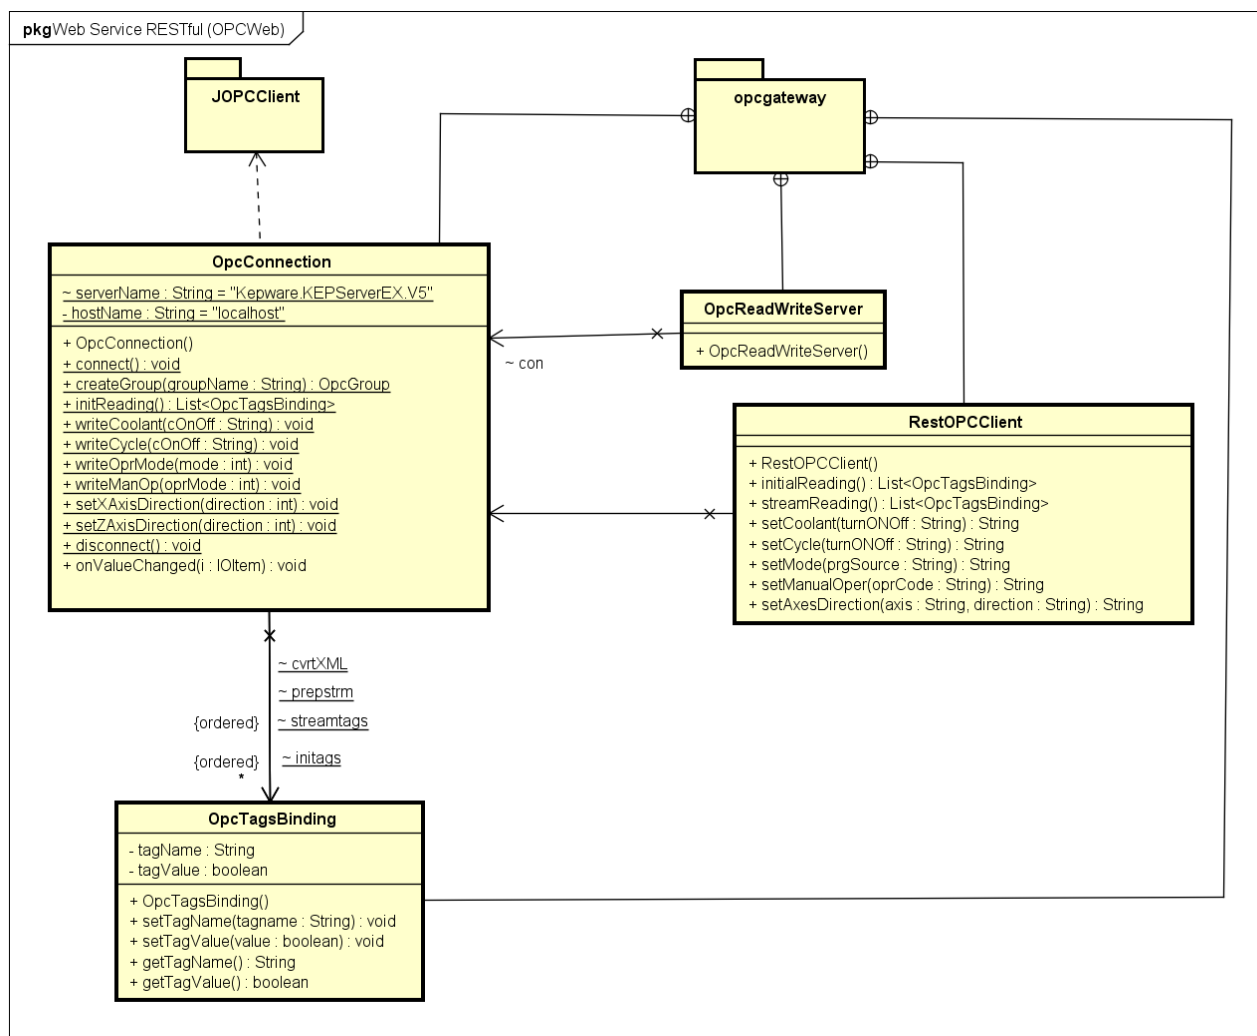 pkgWeb Service RESTful (OPCWeb)
JOPCClient
opcgateway
OpcConnection
~ serverName : String = "Kepware.KEPServerEX.V5"
- hostName : String = "localhost"
+ OpcConnection()
+ connect() : void
+ createGroup(groupName : String) : OpcGroup
+ initReading() : List<OpcTagsBinding>
+ writeCoolant(cOnOff : String) : void
+ writeCycle(cOnOff : String) : void
+ writeOprMode(mode : int) : void
+ writeManOp(oprMode : int) : void
+ setXAxisDirection(direction : int) : void
+ setZAxisDirection(direction : int) : void
+ disconnect() : void
+ onValueChanged(i : IOItem) : void
~ con
OpcReadWriteServer
+ OpcReadWriteServer()
RestOPCClient
+ RestOPCClient()
+ initialReading() : List<OpcTagsBinding>
+ streamReading() : List<OpcTagsBinding>
+ setCoolant(turnONOff : String) : String
+ setCycle(turnONOff : String) : String
+ setMode(prgSource : String) : String
+ setManualOper(oprCode : String) : String
+ setAxesDirection(axis : String, direction : String) : String
~ cvrtXML
~ prepstrm
{ordered} ~ streamtags
{ordered} ~ initags
*
OpcTagsBinding
- tagName : String
- tagValue : boolean
+ OpcTagsBinding()
+ setTagName(tagname : String) : void
+ setTagValue(value : boolean) : void
+ getTagName() : String
+ getTagValue() : boolean